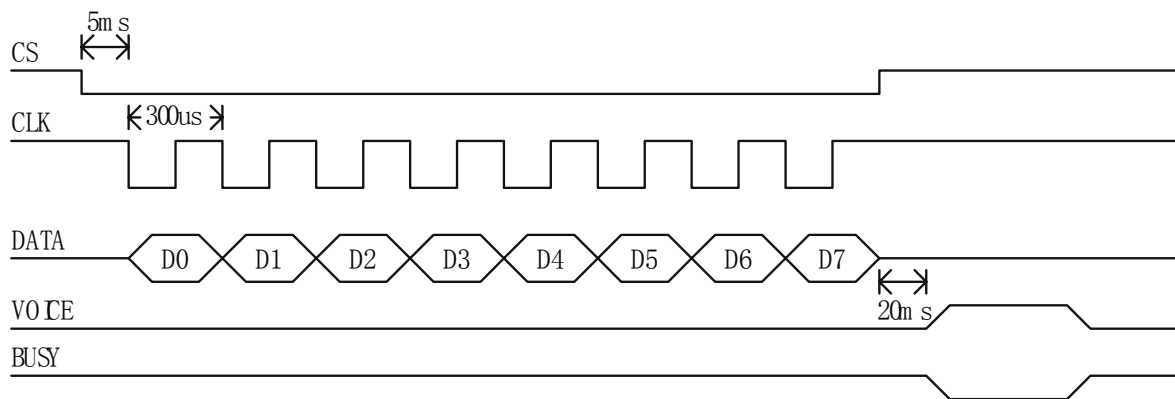 5ms
CS
300us
CLK
DATA
D0 D1 D2 D3 D4 D5 D6 D7
20ms
VOICE
BUSY